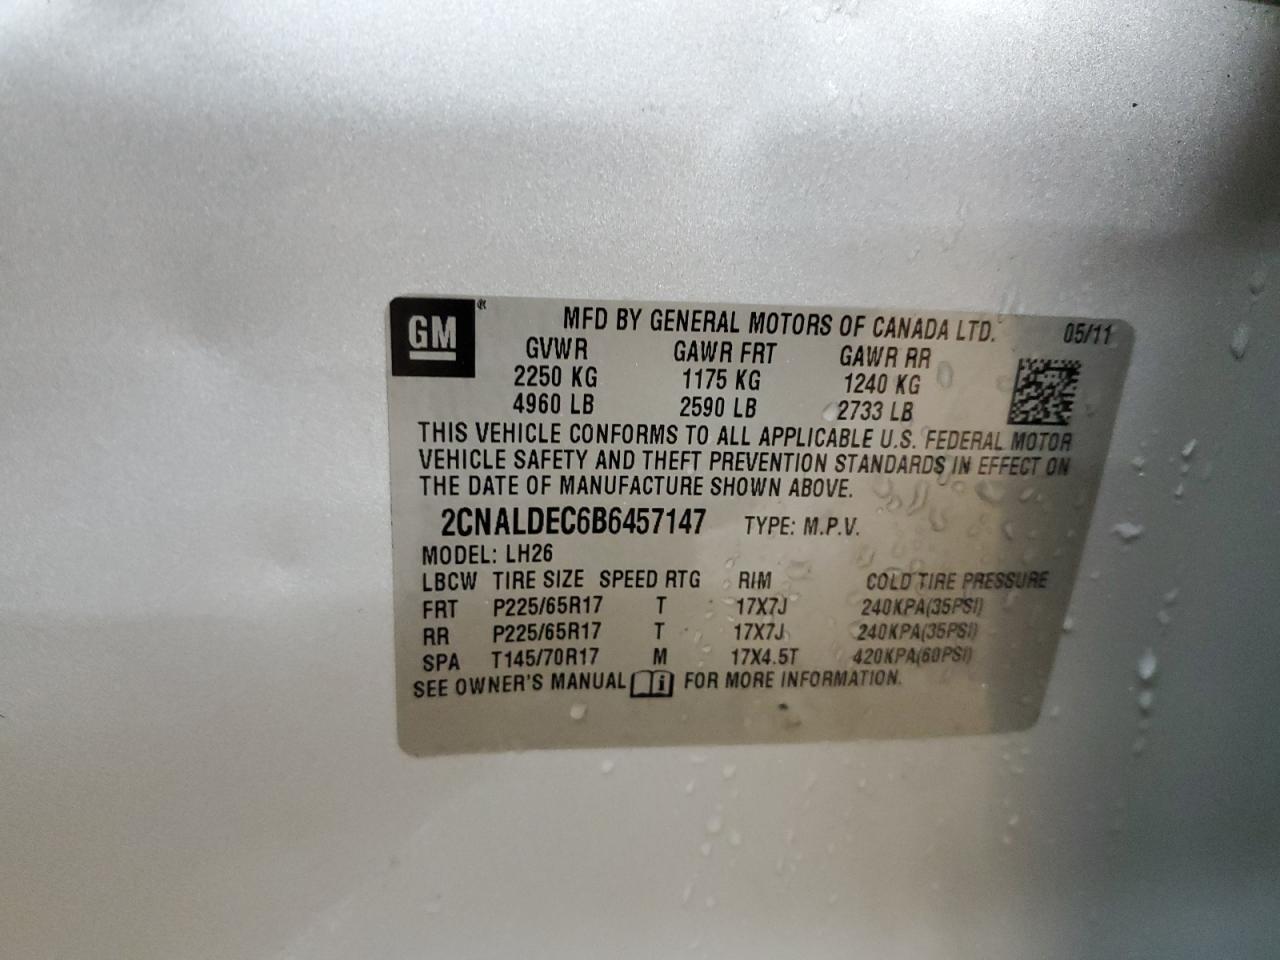 GM® MFD BY GENERAL MOTORS OF CANADA LTD. 05/11
GVWR GAWR FRT GAWR RR
2250 KG 1175 KG 1240 KG
4960 LB 2590 LB 2733 LB
THIS VEHICLE CONFORMS TO ALL APPLICABLE U.S. FEDERAL MOTOR
VEHICLE SAFETY AND THEFT PREVENTION STANDARDS IN EFFECT ON
THE DATE OF MANUFACTURE SHOWN ABOVE.
2CNALDEC6B6457147 TYPE: M.P.V.
MODEL: LH26
LBCW TIRE SIZE SPEED RTG RIM COLD TIRE PRESSURE
FRT P225/65R17 T 17X7J 240KPA(35PSI)
RR P225/65R17 T 17X7J 240KPA(35PSI)
SPA T145/70R17 M 17X4.5T 420KPA(60PSI)
SEE OWNER'S MANUAL i FOR MORE INFORMATION.